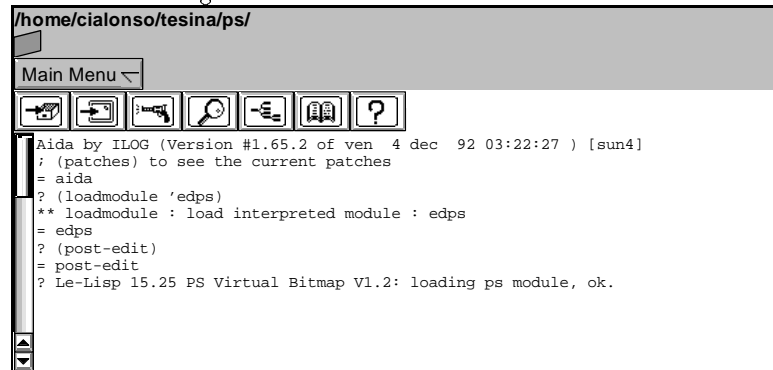 /home/cialonso/tesina/ps/
Main Menu
?
Aida by ILOG (Version #1.65.2 of ven  4 dec  92 03:22:27 ) [sun4]
; (patches) to see the current patches
= aida
? (loadmodule ’edps)
** loadmodule : load interpreted module : edps
= edps
? (post-edit)
= post-edit
? Le-Lisp 15.25 PS Virtual Bitmap V1.2: loading ps module, ok.